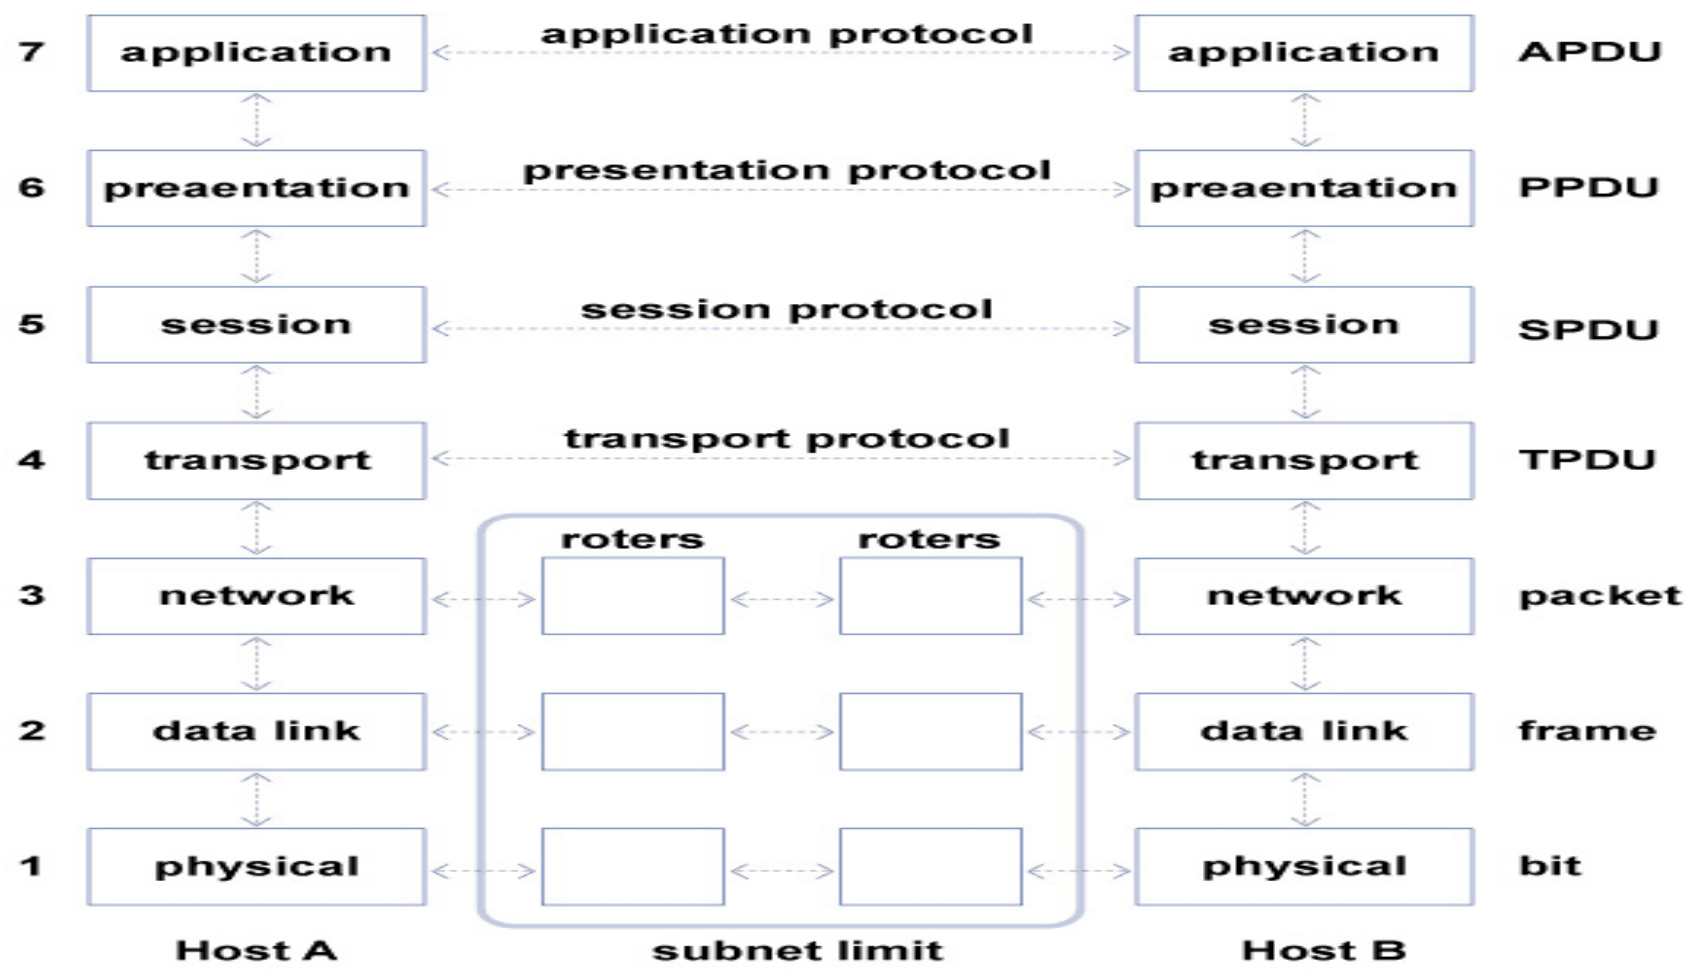 7 application application protocol application APDU
6 preaentation presentation protocol preaentation PPDU
5 session session protocol session SPDU
4 transport transport protocol transport TPDU
roters roters
3 network network packet
2 data link data link frame
1 physical physical bit
Host A subnet limit Host B